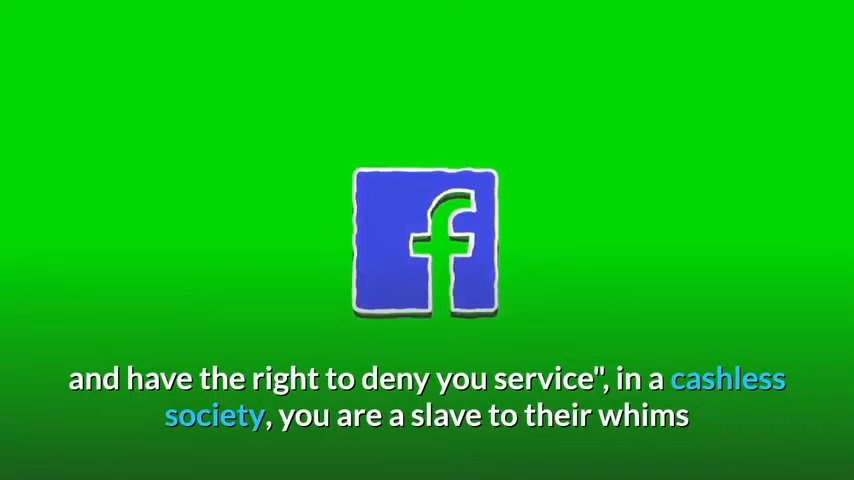 f
and have the right to deny you service", in a cashless
society, you are a slave to their whims